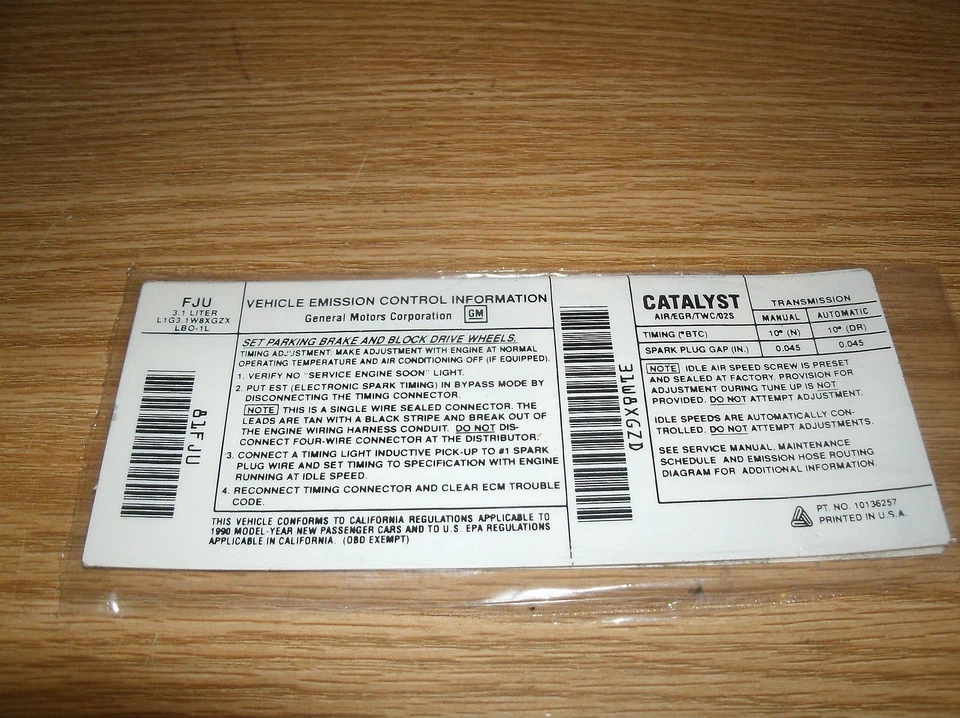 FJU
3.1 LITER
L1G3.1W8XGZX
LBO-1L
81FJU
VEHICLE EMISSION CONTROL INFORMATION
General Motors Corporation GM
SET PARKING BRAKE AND BLOCK DRIVE WHEELS.
TIMING ADJUSTMENT: MAKE ADJUSTMENT WITH ENGINE AT NORMAL
OPERATING TEMPERATURE AND AIR CONDITIONING OFF (IF EQUIPPED).
1. VERIFY NO "SERVICE ENGINE SOON" LIGHT.
2. PUT EST (ELECTRONIC SPARK TIMING) IN BYPASS MODE BY
DISCONNECTING THE TIMING CONNECTOR.
NOTE THIS IS A SINGLE WIRE SEALED CONNECTOR. THE
LEADS ARE TAN WITH A BLACK STRIPE AND BREAK OUT OF
THE ENGINE WIRING HARNESS CONDUIT. DO NOT DIS-
CONNECT FOUR-WIRE CONNECTOR AT THE DISTRIBUTOR.
3. CONNECT A TIMING LIGHT INDUCTIVE PICK-UP TO #1 SPARK
PLUG WIRE AND SET TIMING TO SPECIFICATION WITH ENGINE
RUNNING AT IDLE SPEED.
4. RECONNECT TIMING CONNECTOR AND CLEAR ECM TROUBLE
CODE.
THIS VEHICLE CONFORMS TO CALIFORNIA REGULATIONS APPLICABLE TO
1990 MODEL-YEAR NEW PASSENGER CARS AND TO U.S. EPA REGULATIONS
APPLICABLE IN CALIFORNIA. (OBD EXEMPT)
31W8XGZD
CATALYST
AIR/EGR/TWC/02S
TRANSMISSION
MANUAL AUTOMATIC
TIMING (°BTC) 10° (N) 10° (DR)
SPARK PLUG GAP (IN.) 0.045 0.045
NOTE IDLE AIR SPEED SCREW IS PRESET
AND SEALED AT FACTORY. PROVISION FOR
ADJUSTMENT DURING TUNE UP IS NOT
PROVIDED. DO NOT ATTEMPT ADJUSTMENT.
IDLE SPEEDS ARE AUTOMATICALLY CON-
TROLLED. DO NOT ATTEMPT ADJUSTMENTS.
SEE SERVICE MANUAL, MAINTENANCE
SCHEDULE AND EMISSION HOSE ROUTING
DIAGRAM FOR ADDITIONAL INFORMATION.
PT. NO. 10136257
PRINTED IN U.S.A.